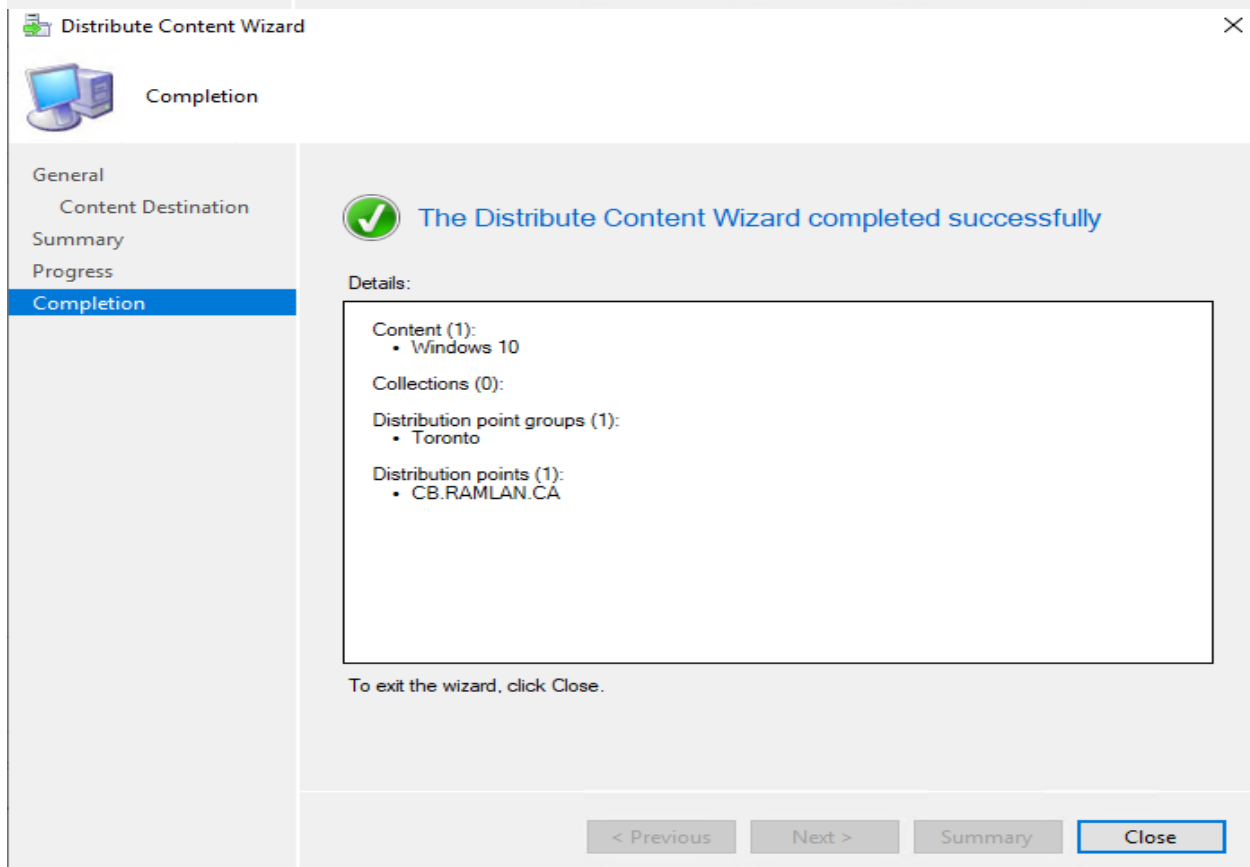 Distribute Content Wizard
Completion
General
Content Destination
Summary
Progress
Completion
The Distribute Content Wizard completed successfully
Details:
Content (1):
• Windows 10
Collections (0):
Distribution point groups (1):
• Toronto
Distribution points (1):
• CB.RAMLAN.CA
To exit the wizard, click Close.
< Previous Next > Summary Close